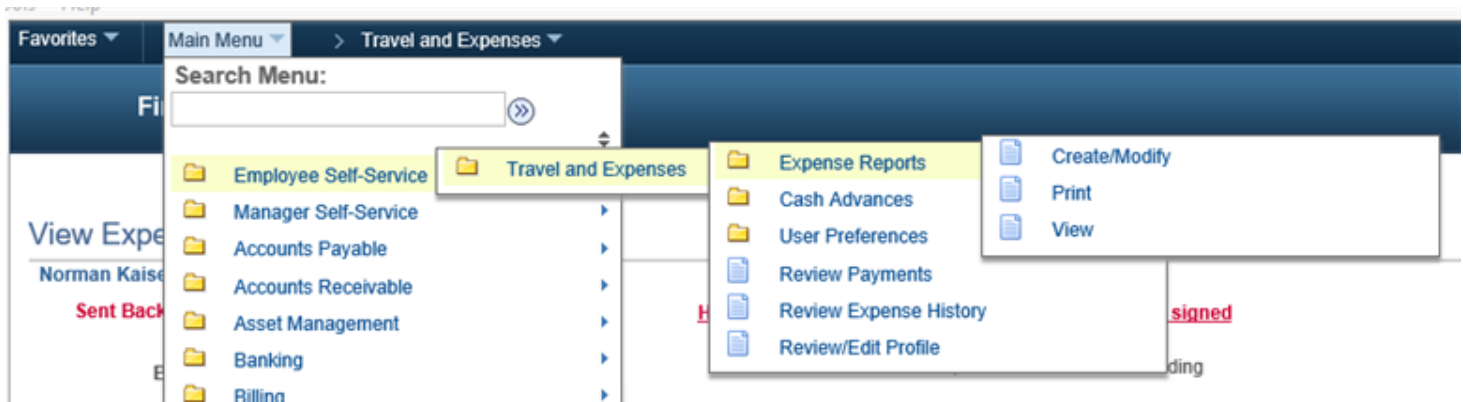 Favorites Main Menu > Travel and Expenses
Search Menu:
Employee Self-Service
Manager Self-Service
Accounts Payable
Accounts Receivable
Asset Management
Banking
Billing
Travel and Expenses
Expense Reports
Cash Advances
User Preferences
Review Payments
Review Expense History
Review/Edit Profile
Create/Modify
Print
View
View Expe
Norman Kaise
Sent Back
signed
ding